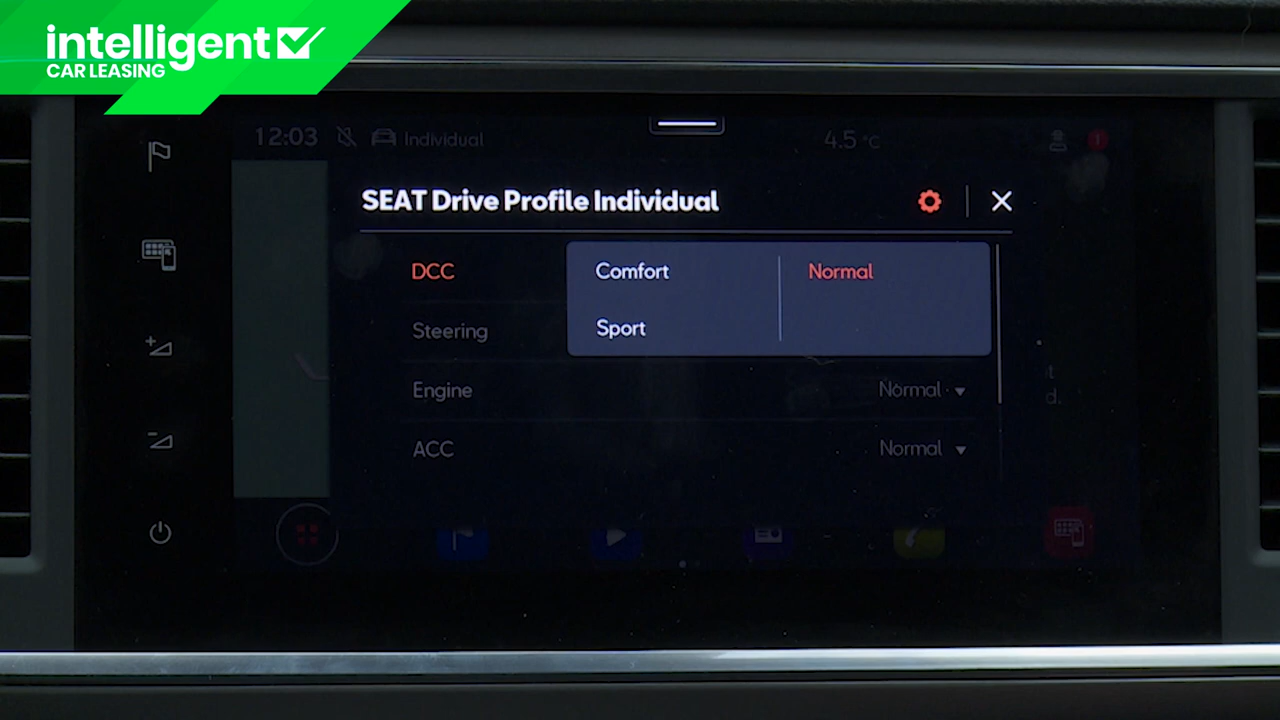 intelligent
CAR LEASING
12:03 Individual 4.5 °C 1
SEAT Drive Profile Individual
DCC
Comfort Normal
Sport
Steering
Engine Normal
ACC Normal
d.